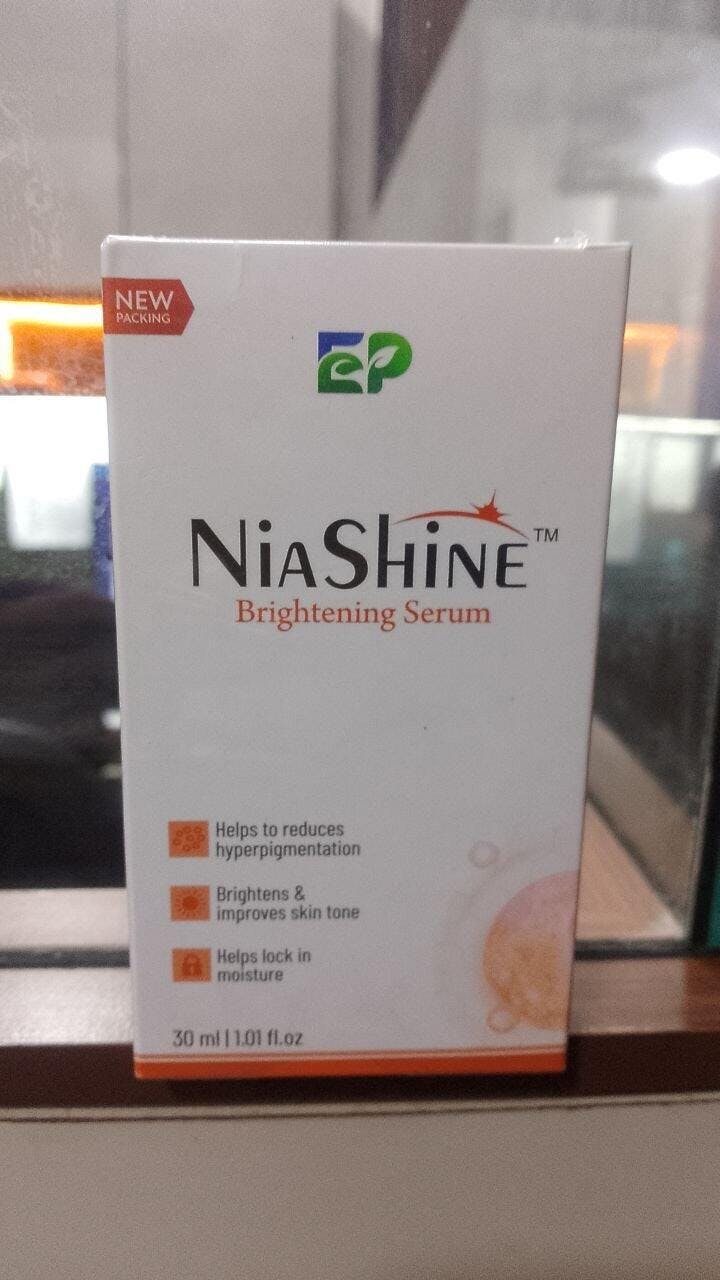 NEW
PACKING
EP
NIASHINE™
Brightening Serum
Helps to reduces
hyperpigmentation
Brightens &
improves skin tone
Helps lock in
moisture
30 ml | 1.01 fl.oz